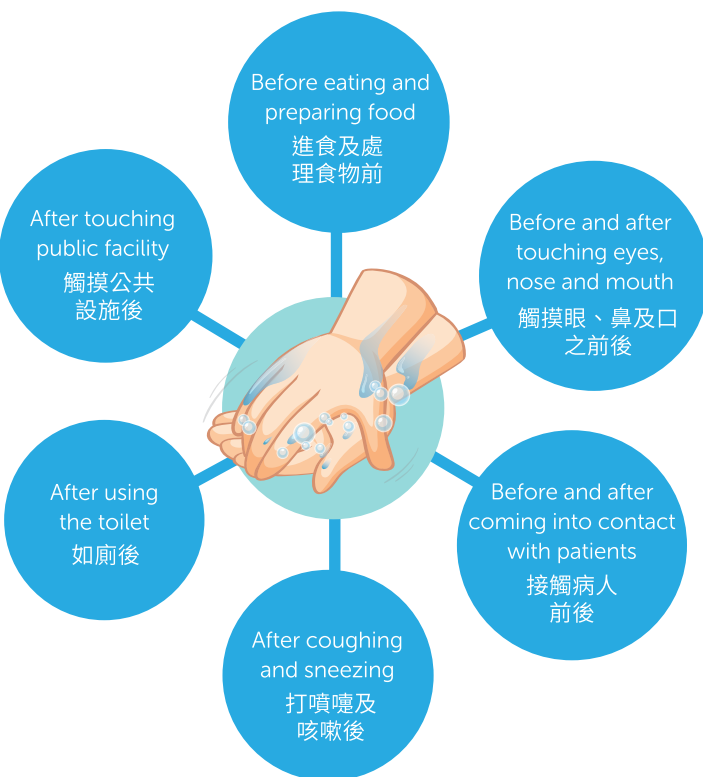 Before eating and
preparing food
進食及處
理食物前
Before and after
touching eyes,
nose and mouth
觸摸眼、鼻及口
之前後
Before and after
coming into contact
with patients
接觸病人
前後
After coughing
and sneezing
打噴嚏及
咳嗽後
After using
the toilet
如廁後
After touching
public facility
觸摸公共
設施後